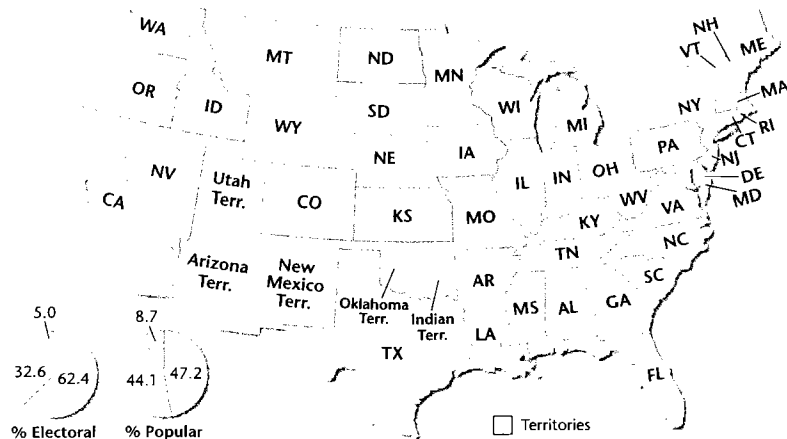 WA
MT
ND
MN
OR
ID
WY
SD
WI
MI
NH
VT
ME
NY
MA
RI
CT
NJ
PA
DE
MD
NV
CA
Utah
Terr.
CO
NE
IA
KS
MO
IL
IN
OH
WV
VA
KY
TN
NC
SC
Arizona
Terr.
New
Mexico
Terr.
Oklahoma
Terr.
Indian
Terr.
AR
MS
AL
GA
LA
TX
FL
5.0
32.6
62.4
% Electoral
8.7
44.1
47.2
% Popular
Territories